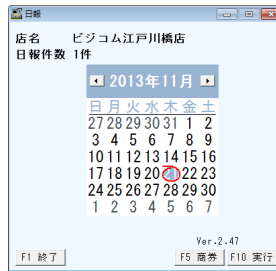 日報
店名 ビジコム江戸川橋店
日報件数 1件
2013年11月
日 月 火 水 木 金 土
27 28 29 30 31 1 2
3 4 5 6 7 8 9
10 11 12 13 14 15 16
17 18 19 20 21 22 23
24 25 26 27 28 29 30
1 2 3 4 5 6 7
Ver.2.47
F1 終了 F5 商券 F10 実行